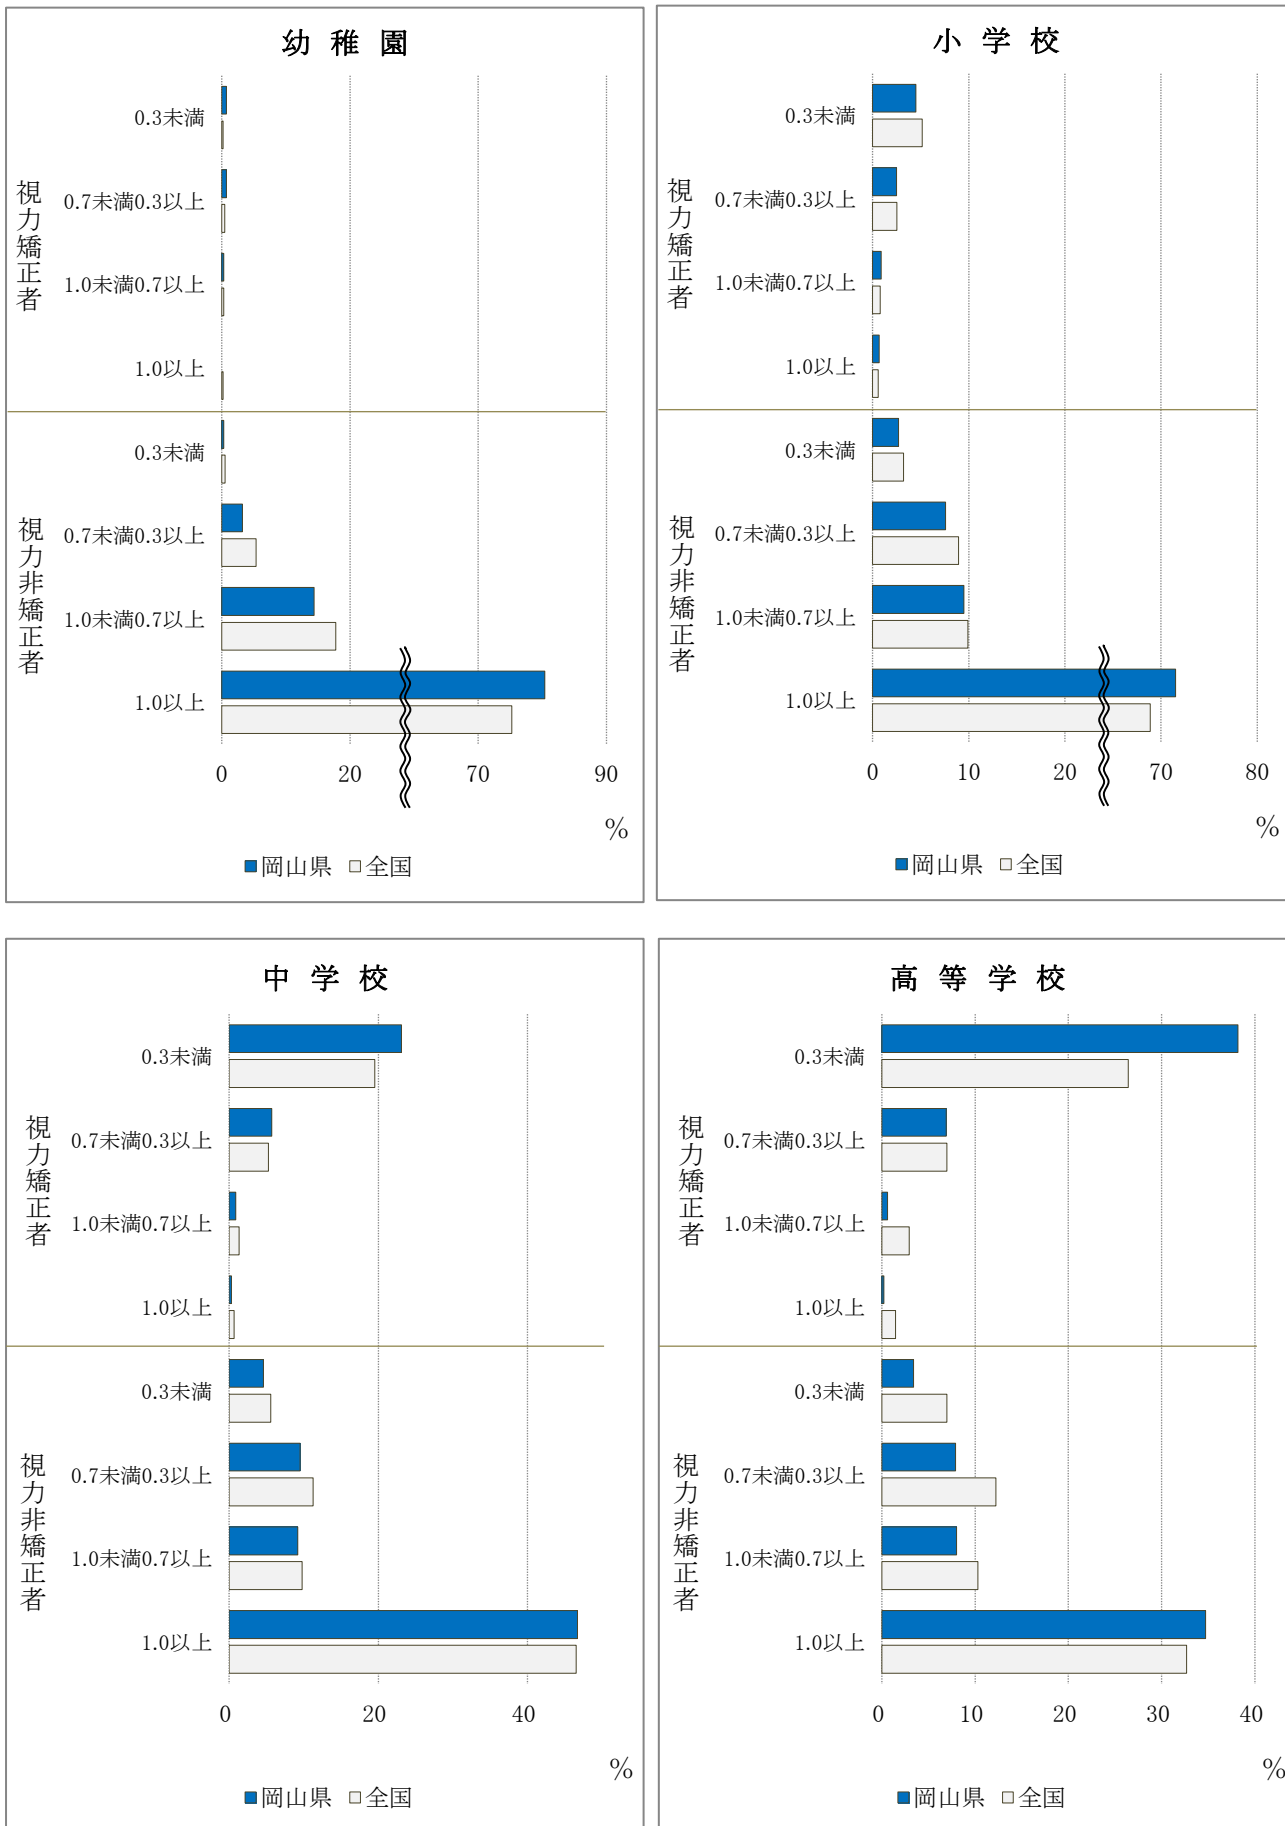 幼稚園
視力矯正者
0.3未満
0.7未満0.3以上
1.0未満0.7以上
1.0以上
視力非矯正者
0.3未満
0.7未満0.3以上
1.0未満0.7以上
1.0以上
0 20 70 90
%
岡山県 全国
小学校
視力矯正者
0.3未満
0.7未満0.3以上
1.0未満0.7以上
1.0以上
視力非矯正者
0.3未満
0.7未満0.3以上
1.0未満0.7以上
1.0以上
0 10 20 70 80
%
岡山県 全国
中学校
視力矯正者
0.3未満
0.7未満0.3以上
1.0未満0.7以上
1.0以上
視力非矯正者
0.3未満
0.7未満0.3以上
1.0未満0.7以上
1.0以上
0 20 40
%
岡山県 全国
高等学校
視力矯正者
0.3未満
0.7未満0.3以上
1.0未満0.7以上
1.0以上
視力非矯正者
0.3未満
0.7未満0.3以上
1.0未満0.7以上
1.0以上
0 10 20 30 40
%
岡山県 全国